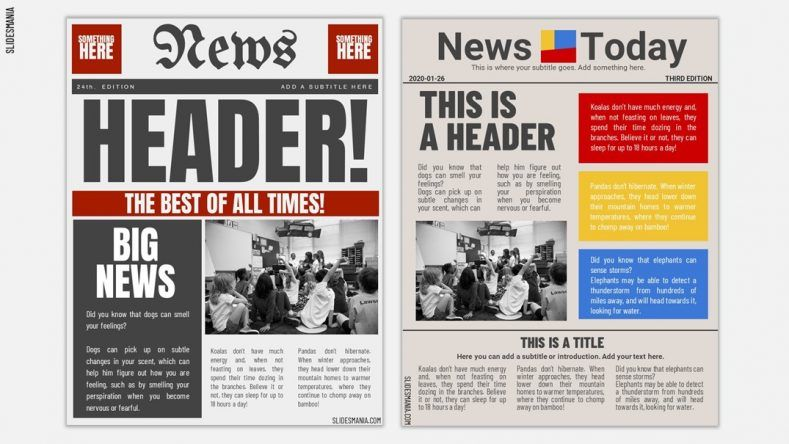 SLIDESMANIA
SOMETHING
HERE
News
SOMETHING
HERE
24th. EDITION
ADD A SUBTITLE HERE
HEADER!
THE BEST OF ALL TIMES!
BIG
NEWS
Did you know that dogs can smell
your feelings?
Dogs can pick up on subtle
changes in your scent, which can
help him figure out how you are
feeling, such as by smelling your
perspiration when you become
nervous or fearful.
Koalas don't have much
energy and, when not
feasting on leaves, they
spend their time dozing in
the branches. Believe it or
not, they can sleep for up to
18 hours a day!
Pandas don't hibernate.
When winter approaches,
they head lower down their
mountain homes to warmer
temperatures, where they
continue to chomp away on
bamboo!
SLIDESMANIA.COM
News Today
This is where your subtitle goes. Add something here.
2020-01-26
THIRD EDITION
THIS IS
A HEADER
Did you know that
dogs can smell your
feelings?
Dogs can pick up on
subtle changes in
your scent, which can
help him figure out
how you are feeling,
such as by smelling
your perspiration
when you become
nervous or fearful.
Koalas don't have much energy and,
when not feasting on leaves, they
spend their time dozing in the
branches. Believe it or not, they can
sleep for up to 18 hours a day!
Pandas don't hibernate. When winter
approaches, they head lower down
their mountain homes to warmer
temperatures, where they continue
to chomp away on bamboo!
Did you know that elephants can
sense storms?
Elephants may be able to detect a
thunderstorm from hundreds of
miles away, and will head towards it,
looking for water.
THIS IS A TITLE
Here you can add a subtitle or introduction. Add your text here.
Koalas don't have much energy
and, when not feasting on
leaves, they spend their time
dozing in the branches. Believe
it or not, they can sleep for up
to 18 hours a day!
Pandas don't hibernate. When
winter approaches, they head
lower down their mountain
homes to warmer temperatures,
where they continue to chomp
away on bamboo!
Did you know that elephants can
sense storms?
Elephants may be able to detect
a thunderstorm from hundreds
of miles away, and will head
towards it, looking for water.
SLIDESMANIA.COM